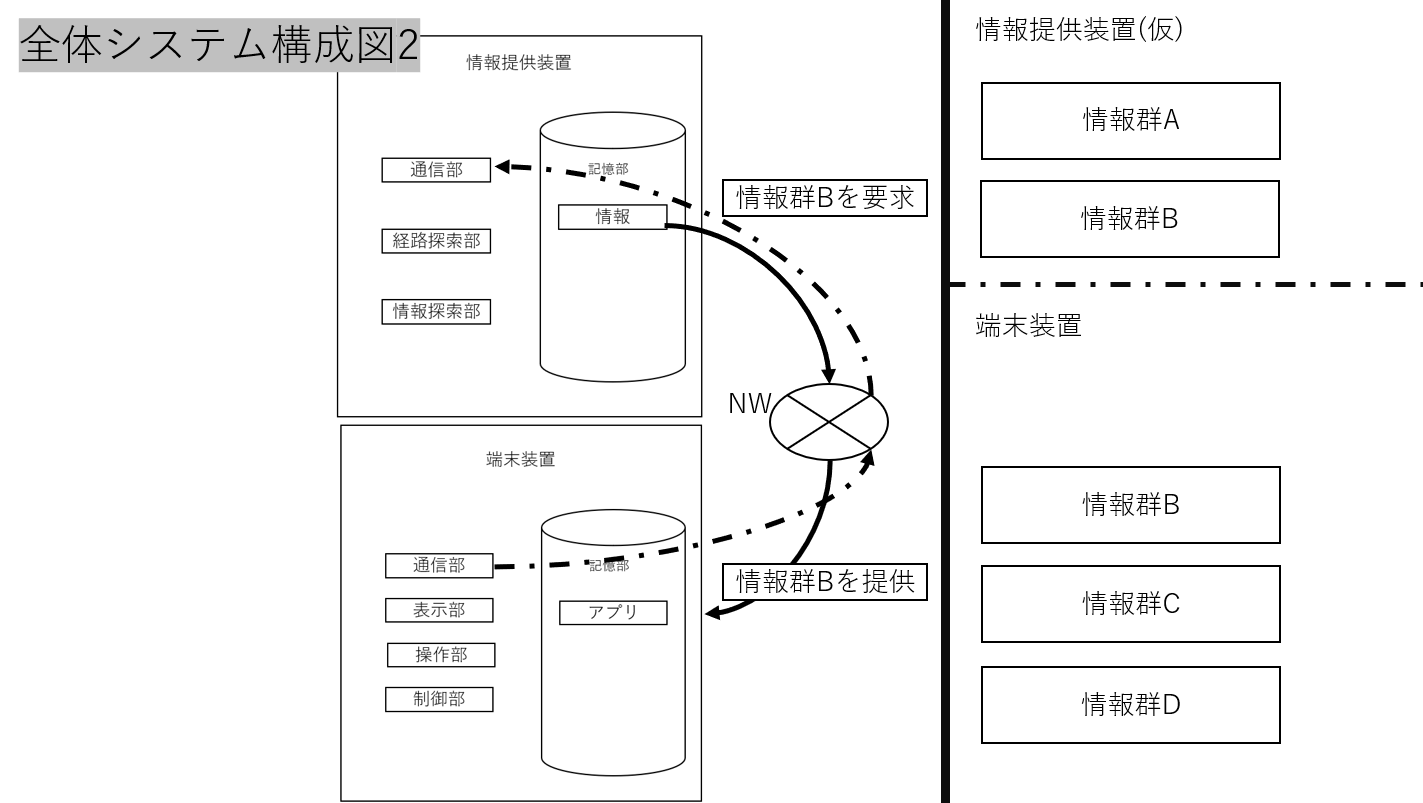 全体システム構成図2
情報提供装置
通信部
経路探索部
情報探索部
記憶部
情報
情報群Bを要求
NW
端末装置
通信部
表示部
操作部
制御部
記憶部
アプリ
情報群Bを提供
情報提供装置(仮)
情報群A
情報群B
端末装置
情報群B
情報群C
情報群D